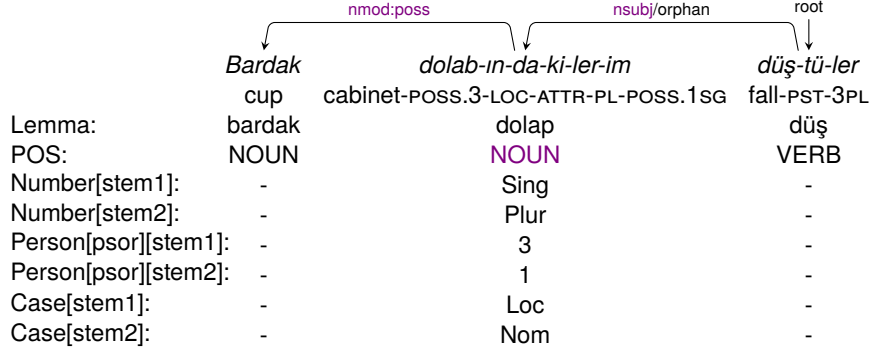 nmod:poss nsubj/orphan root
Bardak dolab-ın-da-ki-ler-im düş-tü-ler
cup cabinet-POSS.3-LOC-ATTR-PL-POSS.1SG fall-PST-3PL
Lemma: bardak dolap düş
POS: NOUN NOUN VERB
Number[stem1]: - Sing -
Number[stem2]: - Plur -
Person[psor][stem1]: - 3 -
Person[psor][stem2]: - 1 -
Case[stem1]: - Loc -
Case[stem2]: - Nom -